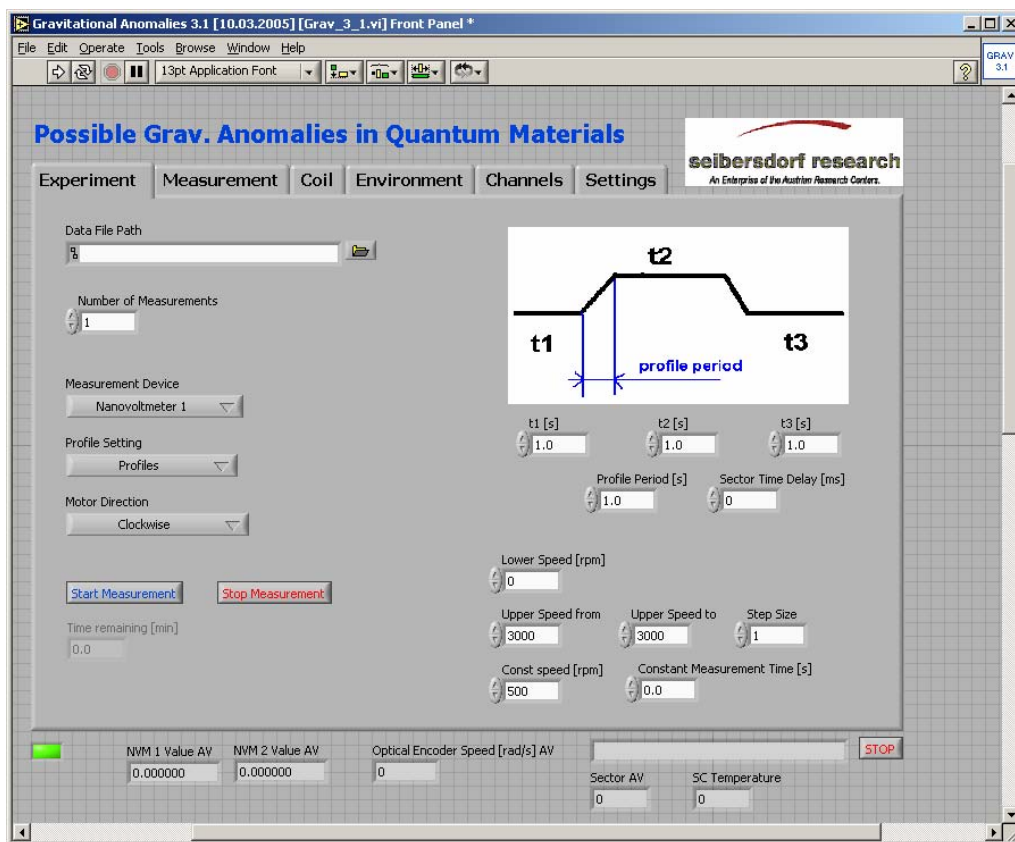 Gravitational Anomalies 3.1 [10.03.2005] [Grav_3_1.vi] Front Panel *
File Edit Operate Tools Browse Window Help
13pt Application Font
?
GRAV
3.1
Possible Grav. Anomalies in Quantum Materials
seibersdorf research
An Enterprise of the Austrian Research Centers.
Experiment Measurement Coil Environment Channels Settings
Data File Path
Number of Measurements
1
Measurement Device
Nanovoltmeter 1
Profile Setting
Profiles
Motor Direction
Clockwise
Start Measurement Stop Measurement
Time remaining [min]
0.0
t2
t1
t3
profile period
t1 [s] t2 [s] t3 [s]
1.0 1.0 1.0
Profile Period [s] Sector Time Delay [ms]
1.0 0
Lower Speed [rpm]
0
Upper Speed from Upper Speed to Step Size
3000 3000 1
Const speed [rpm] Constant Measurement Time [s]
500 0.0
NVM 1 Value AV NVM 2 Value AV Optical Encoder Speed [rad/s] AV STOP
0.000000 0.000000 0
Sector AV SC Temperature
0 0